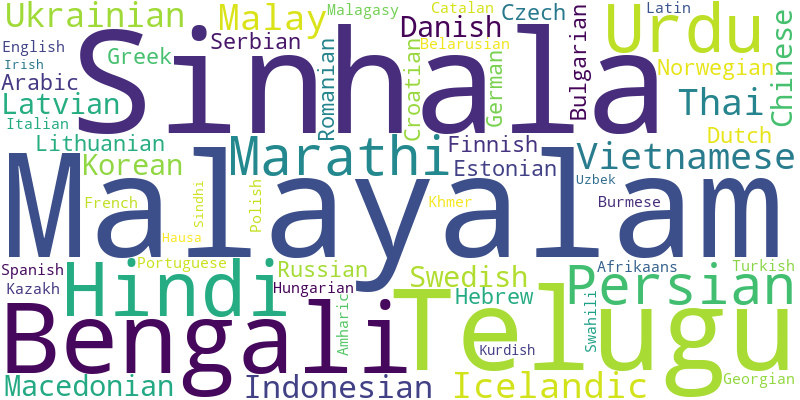 Ukrainian
Malay
Malagasy
Catalan
Czech
Latin
Danish
Urdu
English
Greek
Serbian
Belarusian
Sinhala
Irish
Arabic
Romanian
Croatian
German
Bulgarian
Norwegian
Chinese
Latvian
Thai
Italian
Lithuanian
Dutch
Korean
Marathi
Finnish
Estonian
Vietnamese
Malayalam
French
Sindhi
Polish
Khmer
Uzbek
Burmese
Hausa
Spanish
Portuguese
Russian
Swedish
Afrikaans
Turkish
Kazakh
Hindi
Hungarian
Hebrew
Persian
Bengali
Amharic
Telugu
Swahili
Kurdish
Macedonian
Indonesian
Icelandic
Georgian